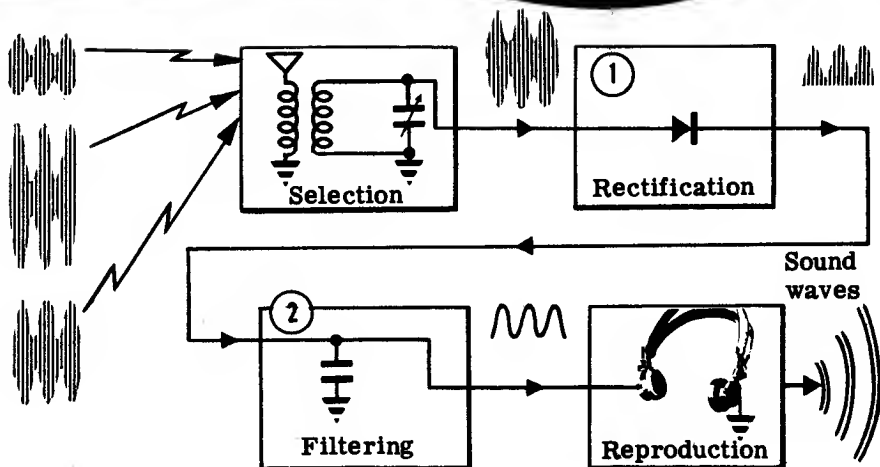 1
Selection
Rectification
Sound
waves
2
Filtering
Reproduction